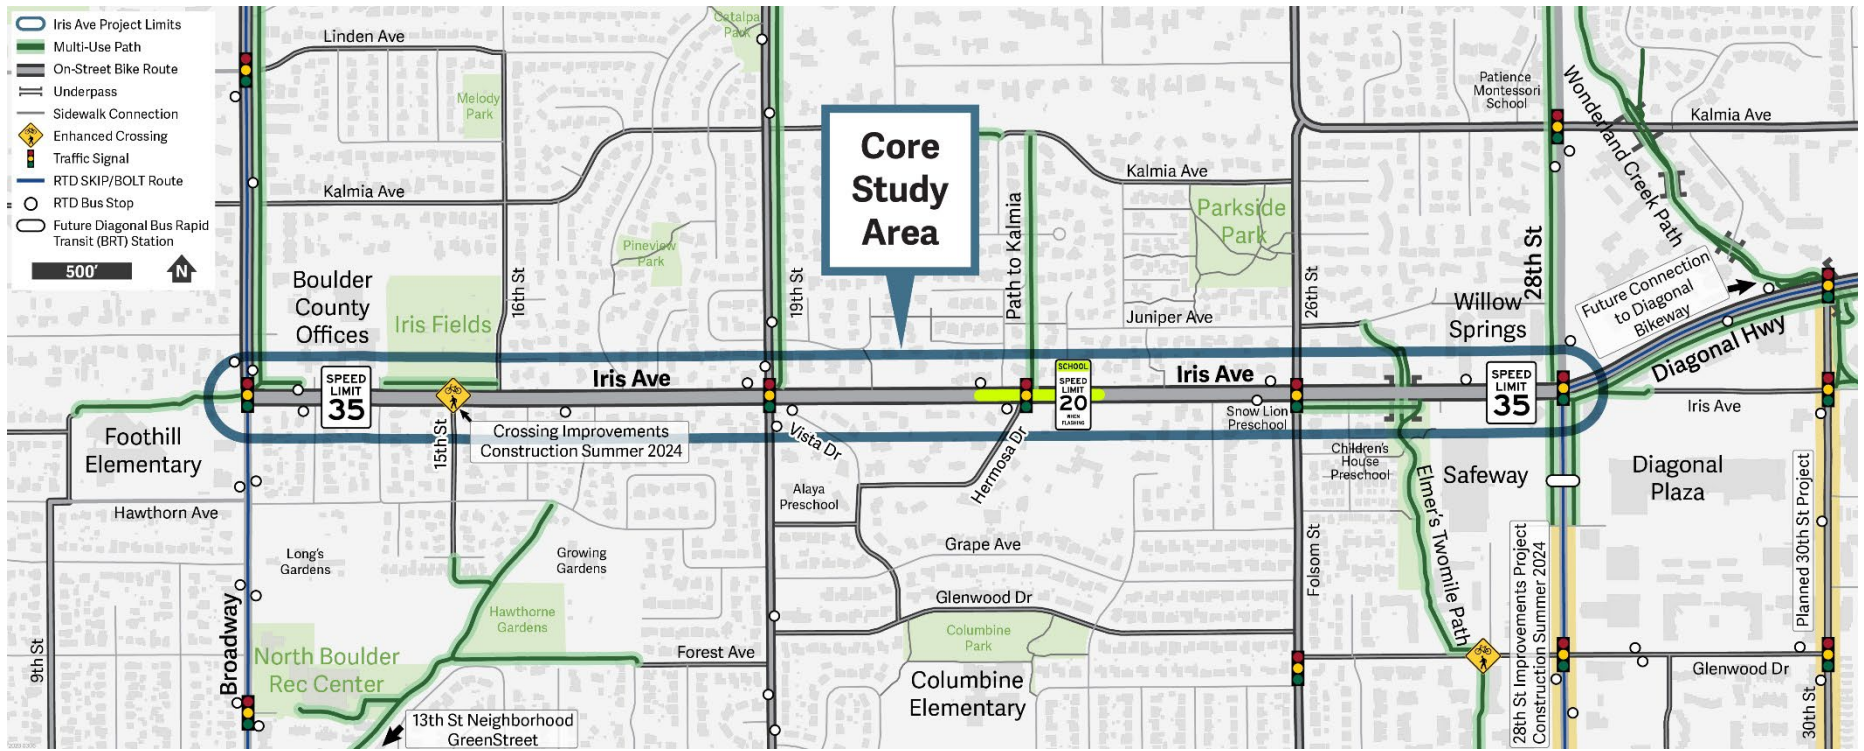 Iris Ave Project Limits
Multi-Use Path
On-Street Bike Route
Underpass
Sidewalk Connection
Enhanced Crossing
Traffic Signal
RTD SKIP/BOLT Route
RTD Bus Stop
Future Diagonal Bus Rapid
Transit (BRT) Station
500'
N
Linden Ave
Melody
Park
Catalpa
Park
Kalmia Ave
16th St
Pineview
Park
19th St
Core
Study
Area
Path to Kalmia
Kalmia Ave
Parkside
Park
Juniper Ave
26th St
Patience
Montessori
School
Wonderland Creek Path
Kalmia Ave
28th St
Willow
Springs
Future Connection
to Diagonal
Bikeway
Diagonal Hwy
Boulder
County
Offices
Iris Fields
SPEED
LIMIT
35
Iris Ave
SCHOOL
SPEED
LIMIT
20
WHEN
FLASHING
Iris Ave
SPEED
LIMIT
35
Iris Ave
Foothill
Elementary
15th St
Crossing Improvements
Construction Summer 2024
Vista Dr
Hermosa Dr
Snow Lion
Preschool
Children's
House
Preschool
Elmer's Twomile Path
Safeway
Diagonal
Plaza
Alaya
Preschool
Hawthorn Ave
Long's
Gardens
Growing
Gardens
Grape Ave
Folsom St
28th St Improvements Project
Construction Summer 2024
Planned 30th St Project
Glenwood Dr
Hawthorne
Gardens
Columbine
Park
9th St
Broadway
North Boulder
Rec Center
Forest Ave
Columbine
Elementary
Glenwood Dr
30th St
13th St Neighborhood
GreenStreet